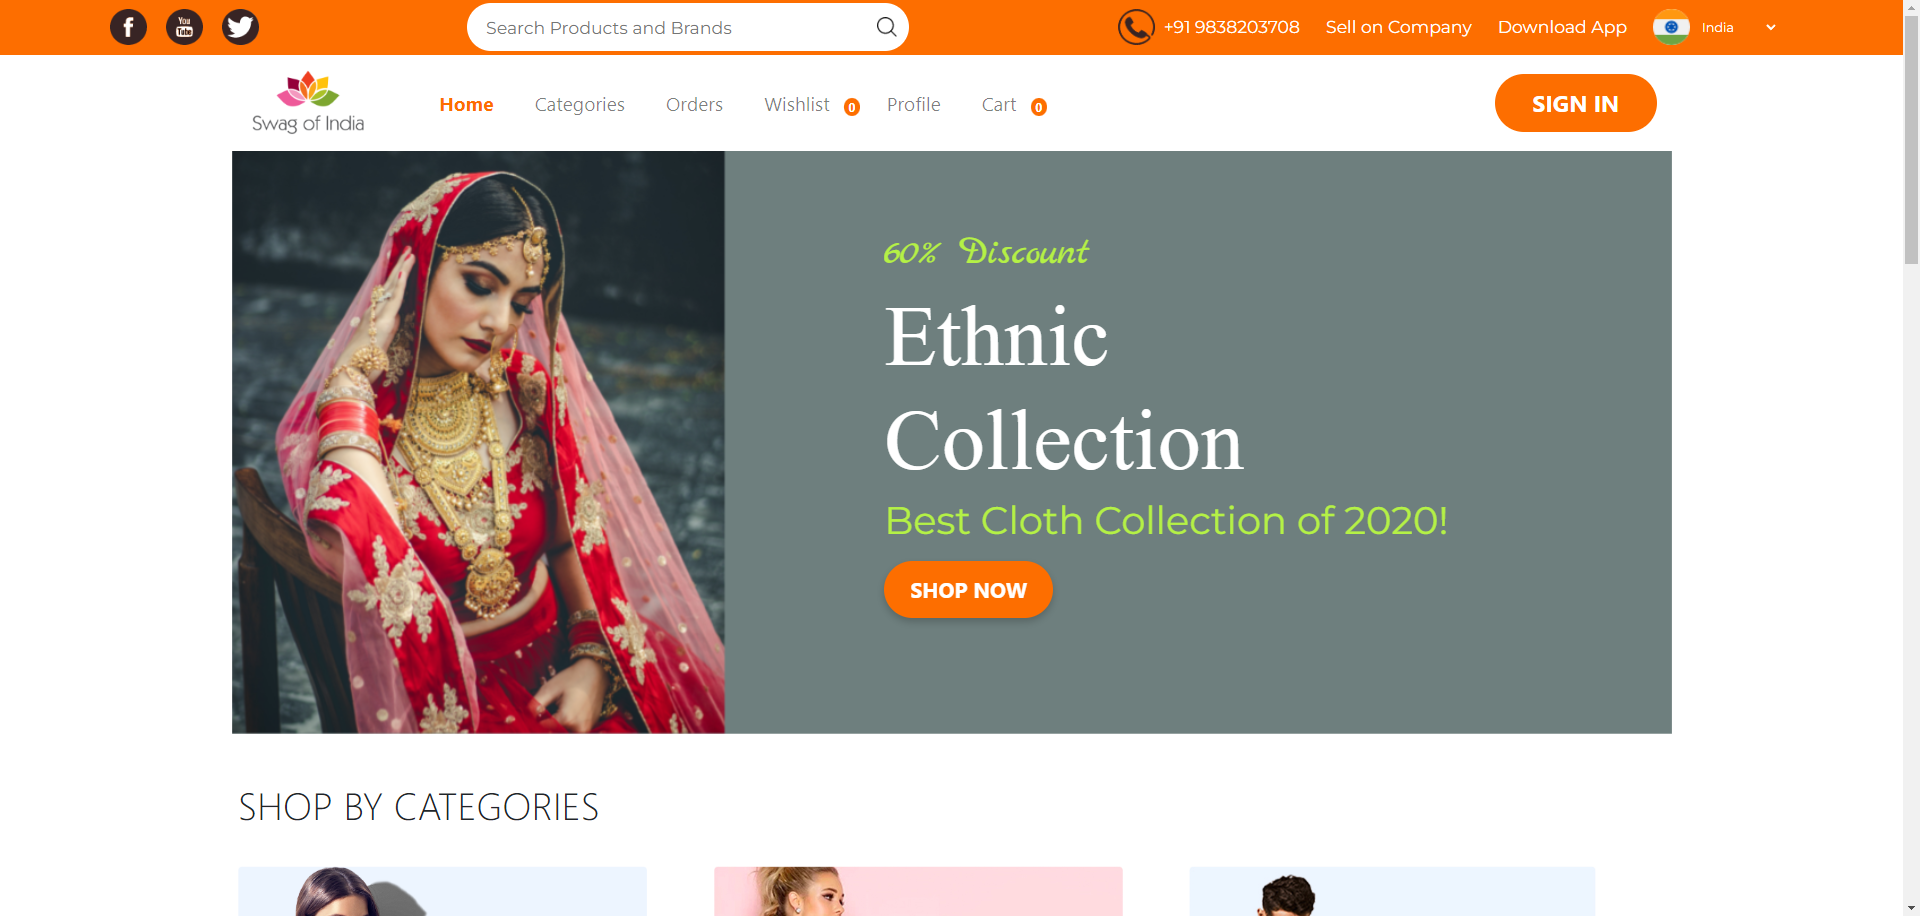 f
You Tube
Search Products and Brands
+91 9838203708
Sell on Company
Download App
India
Swag of India
Home
Categories
Orders
Wishlist 0
Profile
Cart 0
SIGN IN
60% Discount
Ethnic
Collection
Best Cloth Collection of 2020!
SHOP NOW
SHOP BY CATEGORIES